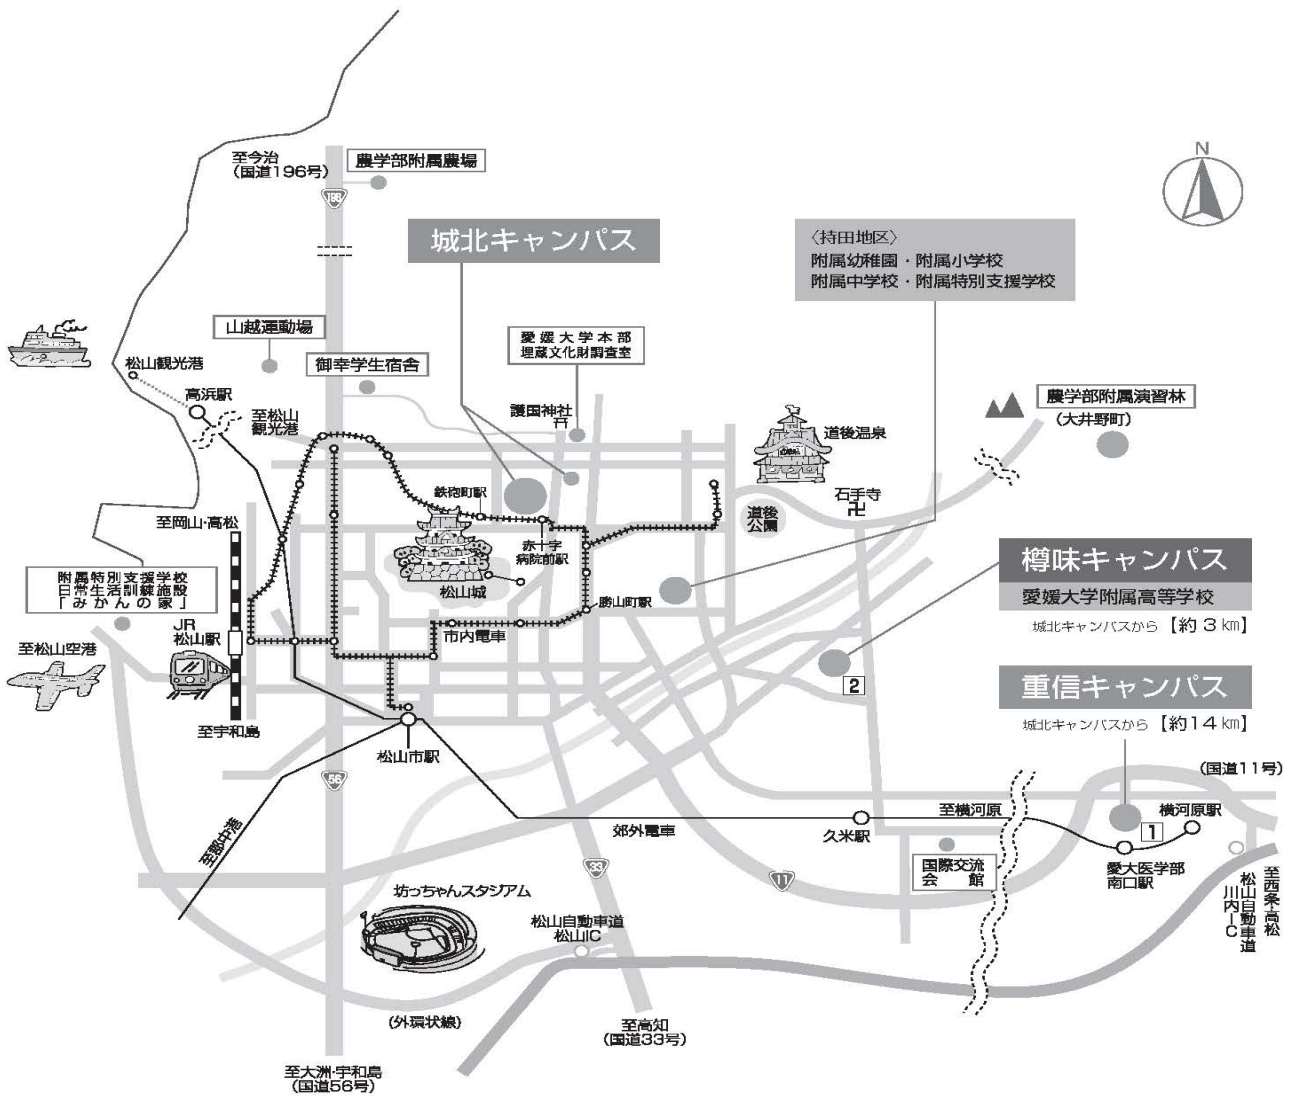 N
至今治
(国道196号)
農学部附属農場
196
城北キャンパス
〈持田地区〉
附属幼稚園・附属小学校
附属中学校・附属特別支援学校
山越運動場
愛媛大学本部
埋蔵文化財調査室
松山観光港
御幸学生宿舎
高浜駅
農学部附属演習林
(大井野町)
至松山
観光港
護国神社
道後温泉
鉄砲町駅
石手寺
道後
公園
至岡山・高松
赤十字
病院前駅
樽味キャンパス
愛媛大学附属高等学校
城北キャンパスから【約3㎞】
附属特別支援学校
日常生活訓練施設
「みかんの家」
松山城
勝山町駅
JR
松山駅
市内電車
至松山空港
2
重信キャンパス
城北キャンパスから【約14㎞】
至宇和島
松山市駅
56
(国道11号)
至横河原
横河原駅
郊外電車
久米駅
1
至郡中港
33
11
国際交流
会館
愛大医学部
南口駅
坊っちゃんスタジアム
松山自動車道
松山IC
至西条・高松
松山自動車道
川内IC
(外環状線)
至高知
(国道33号)
至大洲・宇和島
(国道56号)